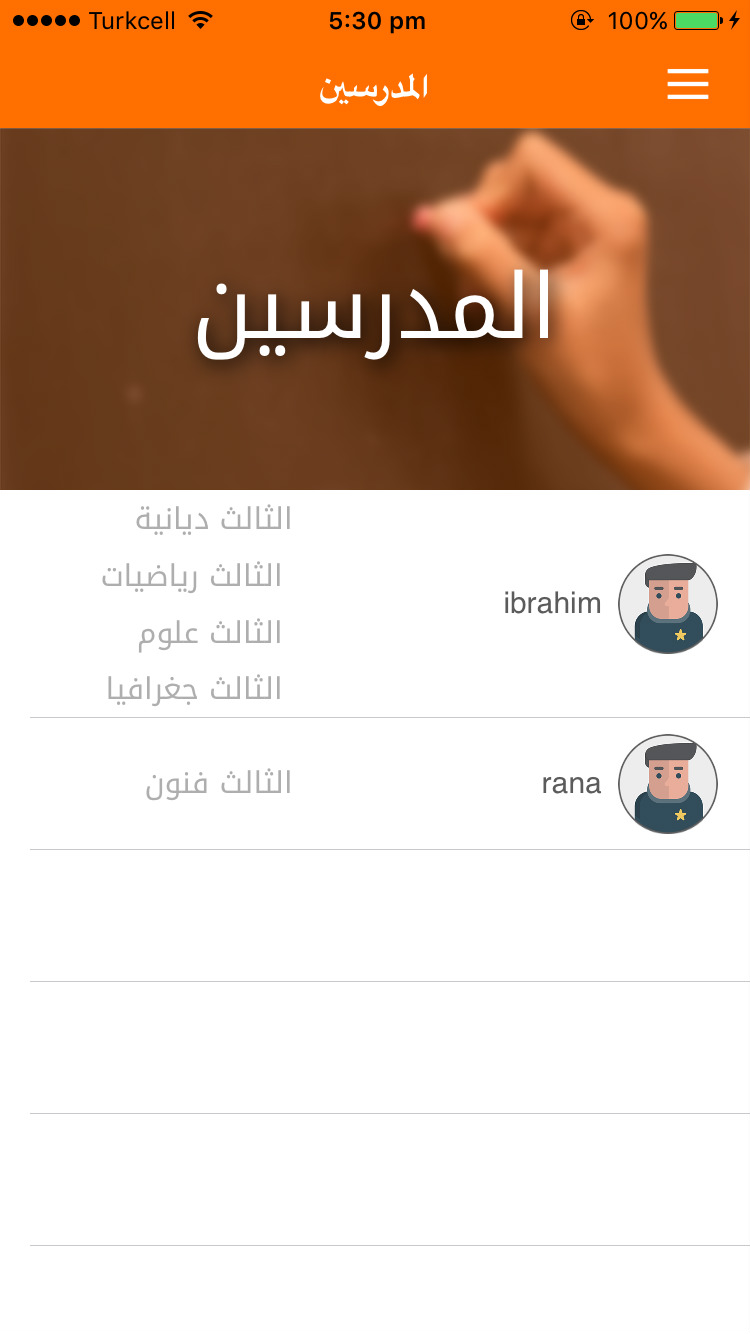 Turkcell 5:30 pm 100%
المدرسين
المدرسين
ibrahim
الثالث ديانية
الثالث رياضيات
الثالث علوم
الثالث جغرافيا
rana
الثالث فنون